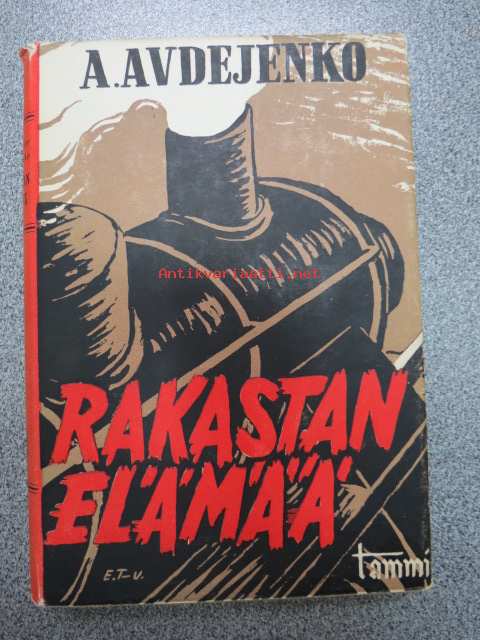 A. AVDEJENKO
Antikvariaatti.net
RAKASTAN
ELÄMÄÄ
E.T-V.
tammi